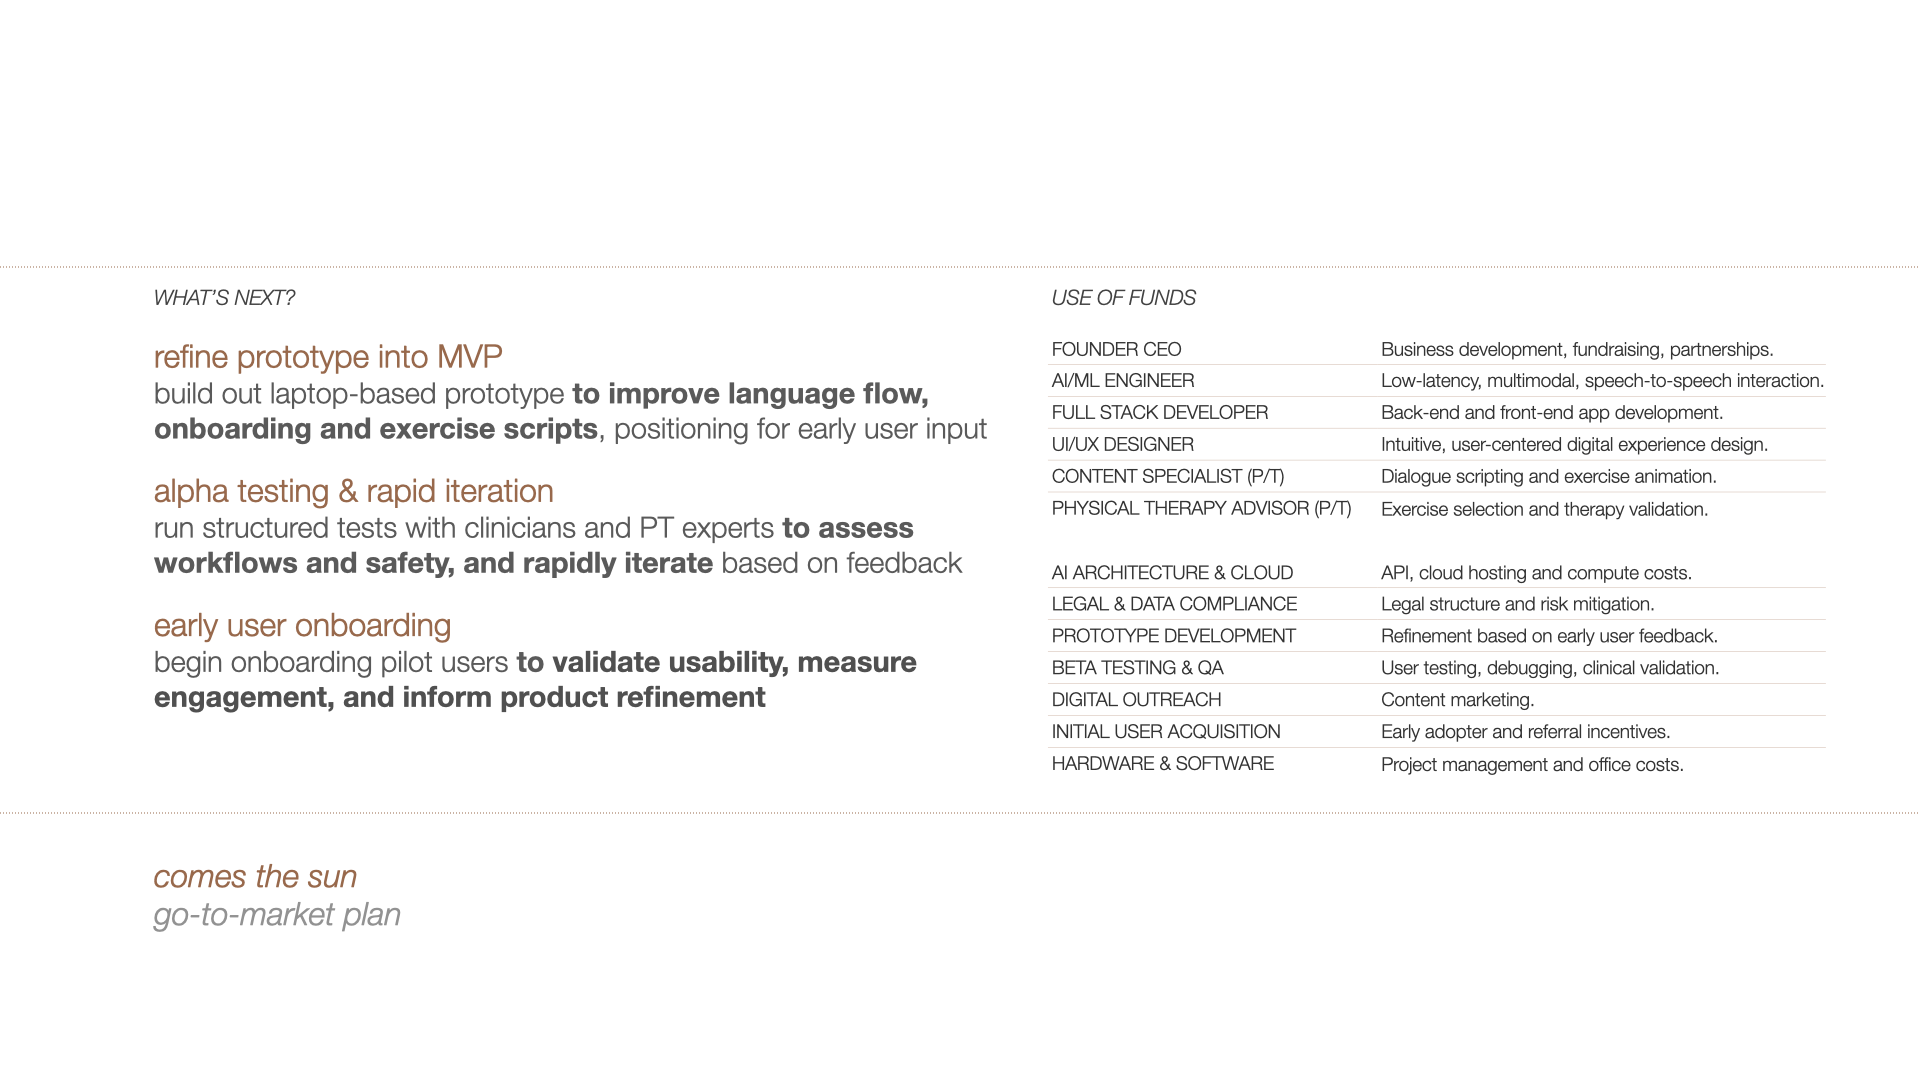 WHAT'S NEXT?
refine prototype into MVP
build out laptop-based prototype to improve language flow,
onboarding and exercise scripts, positioning for early user input
alpha testing & rapid iteration
run structured tests with clinicians and PT experts to assess
workflows and safety, and rapidly iterate based on feedback
early user onboarding
begin onboarding pilot users to validate usability, measure
engagement, and inform product refinement
USE OF FUNDS
FOUNDER CEO Business development, fundraising, partnerships.
AI/ML ENGINEER Low-latency, multimodal, speech-to-speech interaction.
FULL STACK DEVELOPER Back-end and front-end app development.
UI/UX DESIGNER Intuitive, user-centered digital experience design.
CONTENT SPECIALIST (P/T) Dialogue scripting and exercise animation.
PHYSICAL THERAPY ADVISOR (P/T) Exercise selection and therapy validation.
AI ARCHITECTURE & CLOUD API, cloud hosting and compute costs.
LEGAL & DATA COMPLIANCE Legal structure and risk mitigation.
PROTOTYPE DEVELOPMENT Refinement based on early user feedback.
BETA TESTING & QA User testing, debugging, clinical validation.
DIGITAL OUTREACH Content marketing.
INITIAL USER ACQUISITION Early adopter and referral incentives.
HARDWARE & SOFTWARE Project management and office costs.
comes the sun
go-to-market plan